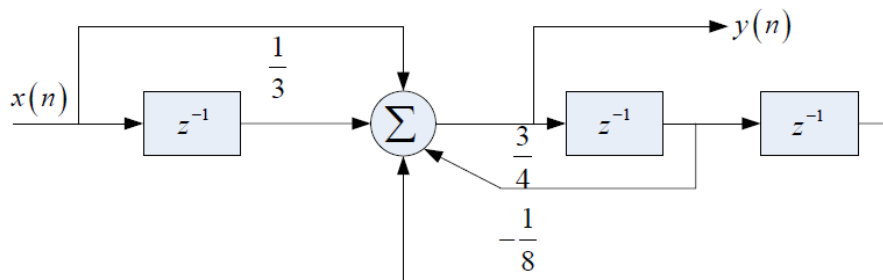 y(n)
1/3
x(n)
z⁻¹
∑
z⁻¹
z⁻¹
3/4
-1/8